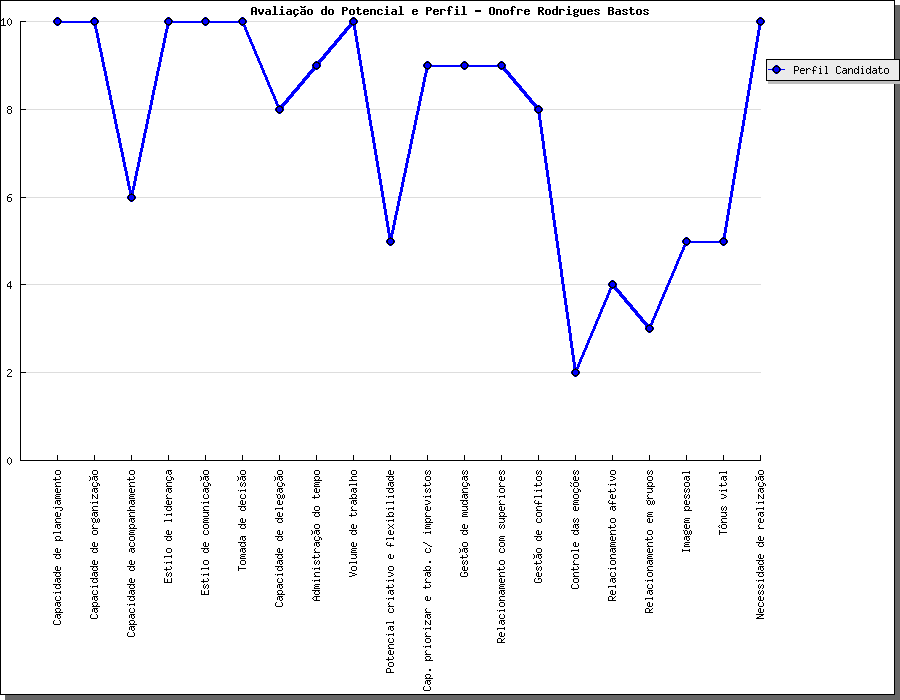 Avaliação do Potencial e Perfil - Onofre Rodrigues Bastos
10
8
6
4
2
0
Perfil Candidato
Capacidade de planejamento
Capacidade de organização
Capacidade de acompanhamento
Estilo de liderança
Estilo de comunicação
Tomada de decisão
Capacidade de delegação
Administração do tempo
Volume de trabalho
Potencial criativo e flexibilidade
Cap. priorizar e trab. c/ imprevistos
Gestão de mudanças
Relacionamento com superiores
Gestão de conflitos
Controle das emoções
Relacionamento afetivo
Relacionamento em grupos
Imagem pessoal
Tônus vital
Necessidade de realização